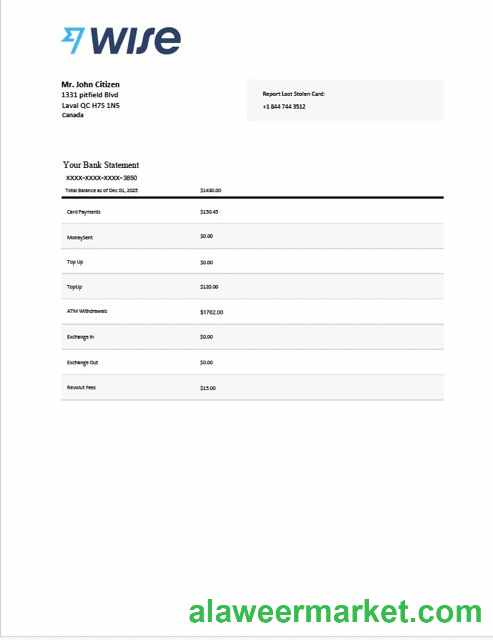 WISE
Mr. John Citizen
1331 pitfield Blvd
Laval QC H7S 1N5
Canada
Report Lost Stolen Card:
+1 844 744 3512
Your Bank Statement
XXXX-XXXX-XXXX-3850
Total Balance as of Dec 01, 2025 $1430.00
Card Payments $150.45
MoneySent $0.00
Top Up $0.00
TopUp $120.00
ATM Withdrawals $1762.00
Exchange In $0.00
Exchange Out $0.00
Revolut Fees $15.00
alaweermarket.com